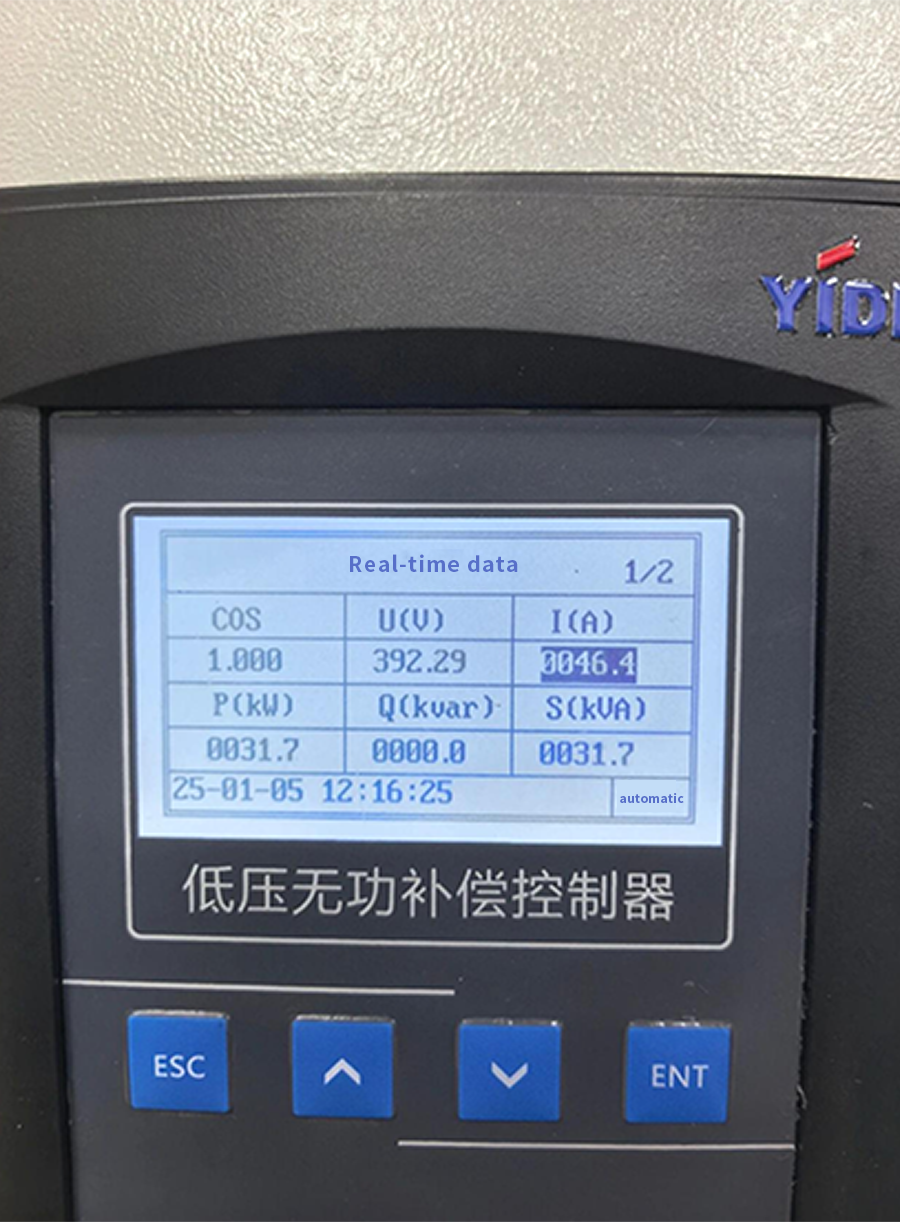 YIDI
Real-time data 1/2
COS U(V) I(A)
1.000 392.29 0046.4
P(kW) Q(kvar) S(kVA)
0031.7 0000.0 0031.7
25-01-05 12:16:25 automatic
低压无功补偿控制器
ESC ENT